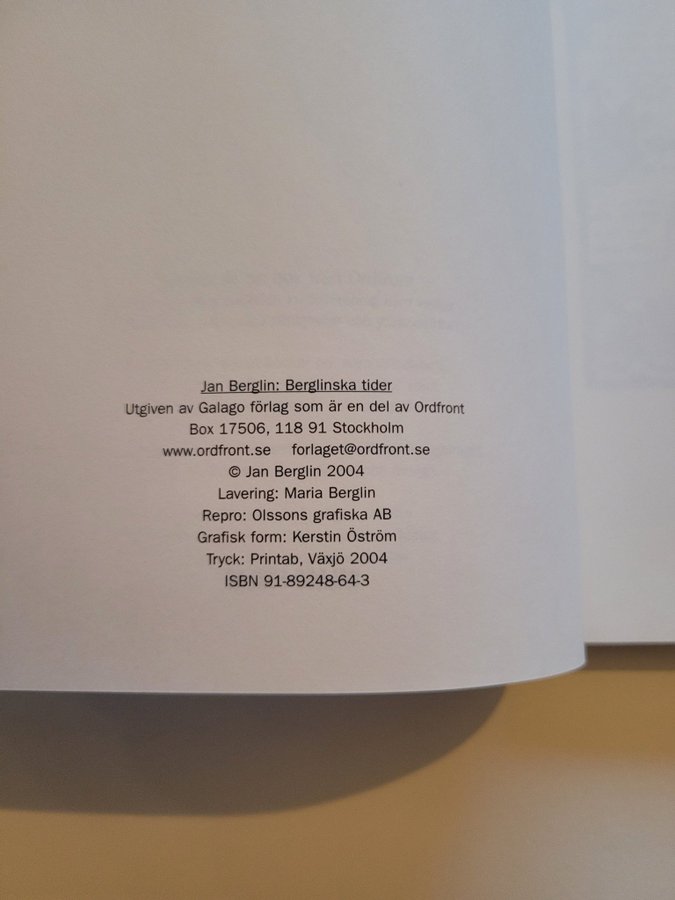 Jan Berglin: Berglinska tider
Utgiven av Galago förlag som är en del av Ordfront
Box 17506, 118 91 Stockholm
www.ordfront.se forlaget@ordfront.se
© Jan Berglin 2004
Lavering: Maria Berglin
Repro: Olssons grafiska AB
Grafisk form: Kerstin Öström
Tryck: Printab, Växjö 2004
ISBN 91-89248-64-3